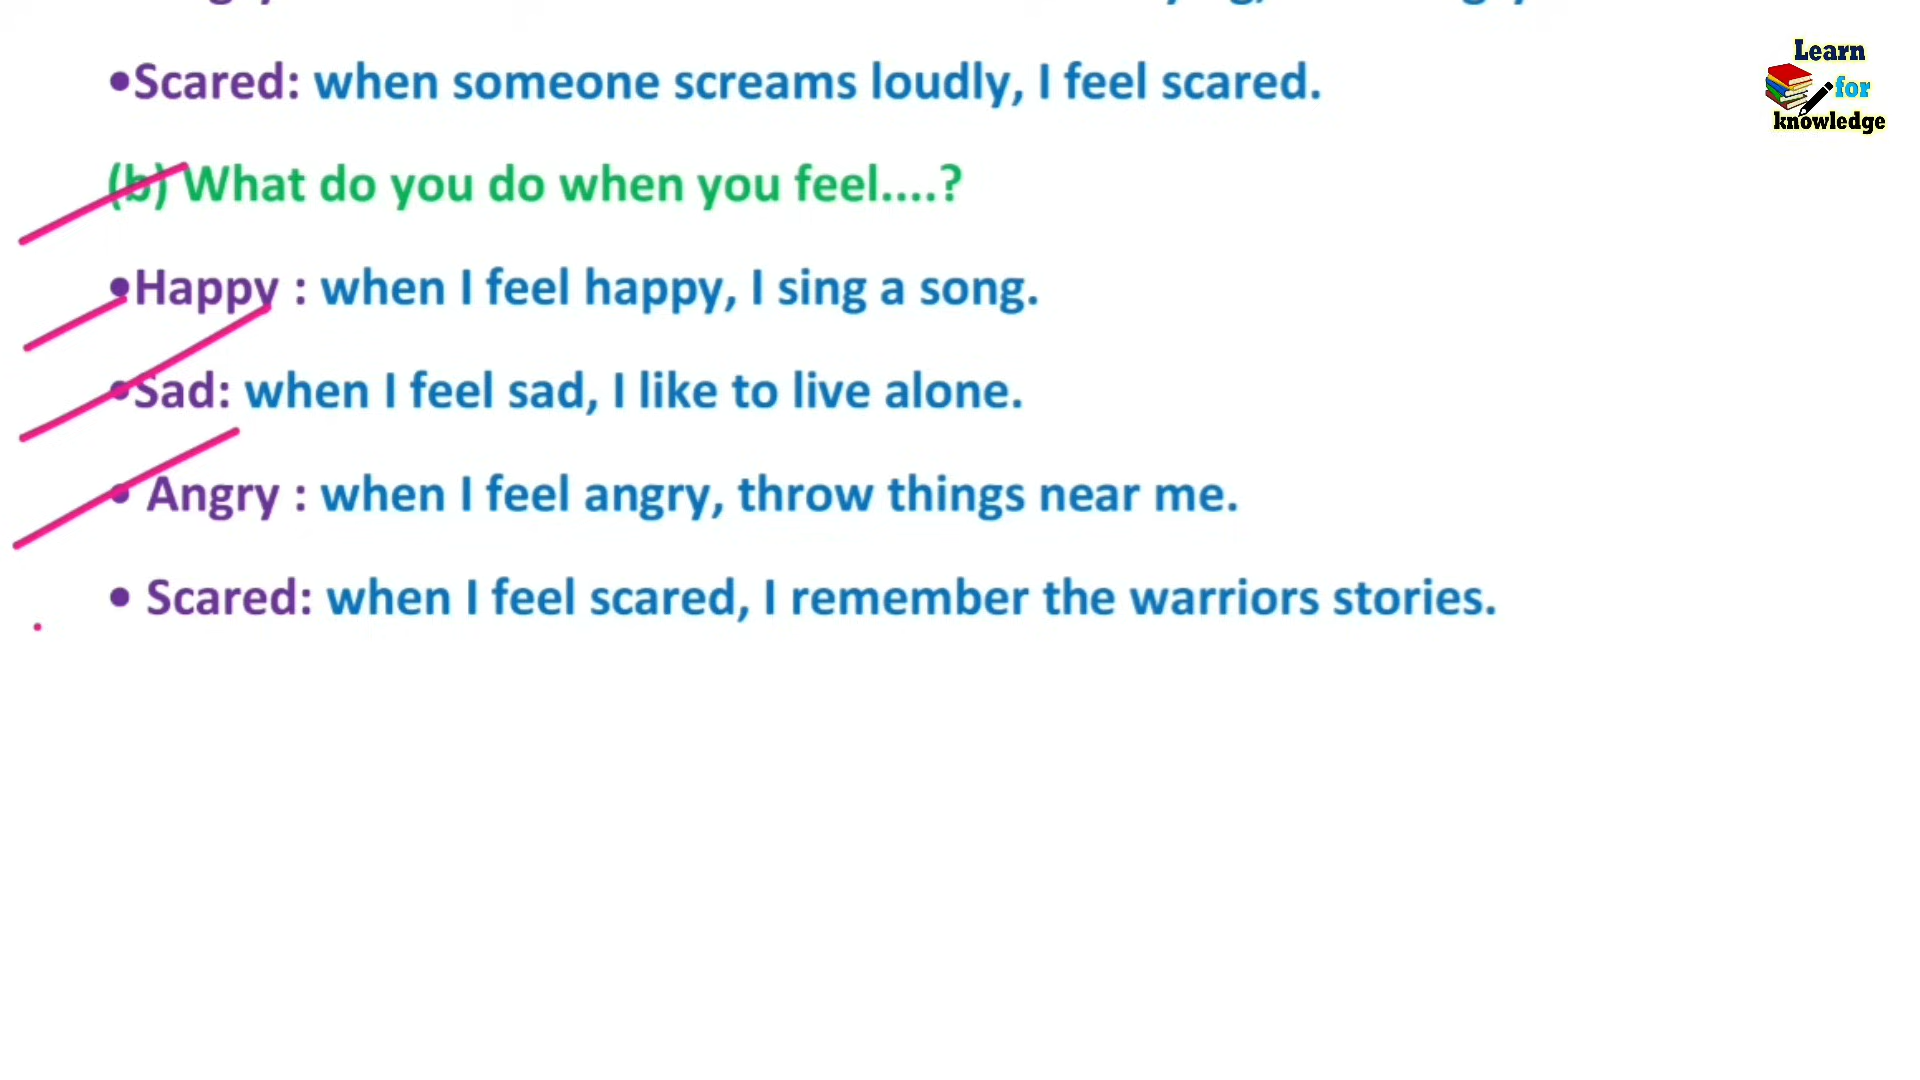 •Scared: when someone screams loudly, I feel scared.
(b) What do you do when you feel....?
•Happy : when I feel happy, I sing a song.
•Sad: when I feel sad, I like to live alone.
• Angry : when I feel angry, throw things near me.
• Scared: when I feel scared, I remember the warriors stories.
Learn
for
knowledge